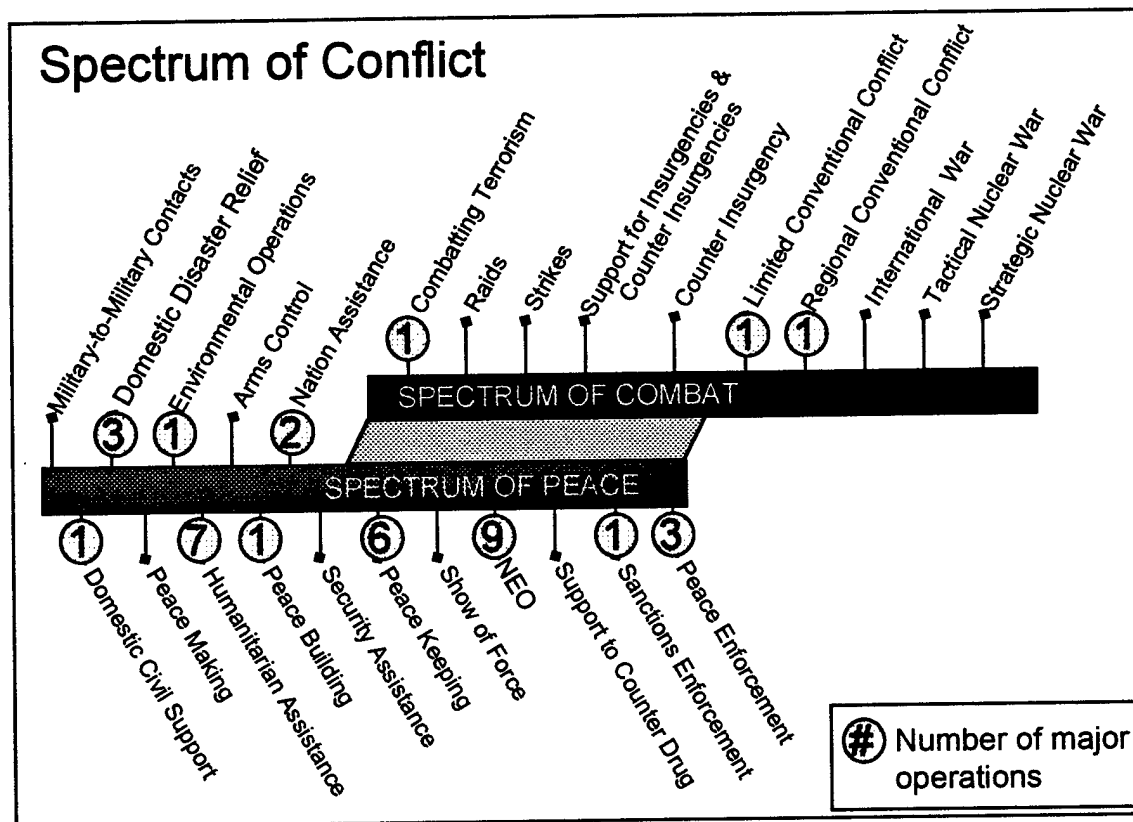 Spectrum of Conflict
Military-to-Military Contacts
3 Domestic Disaster Relief
1 Environmental Operations
Arms Control
2 Nation Assistance
1 Combatting Terrorism
Raids
Strikes
Support for Insurgencies &
Counter Insurgencies
Counter Insurgency
1 Limited Conventional Conflict
1 Regional Conventional Conflict
International War
Tactical Nuclear War
Strategic Nuclear War
SPECTRUM OF COMBAT
SPECTRUM OF PEACE
1 Domestic Civil Support
Peace Making
7 Humanitarian Assistance
1 Peace Building
Security Assistance
6 Peace Keeping
Show of Force
9 NEO
Support to Counter Drug
1 Sanctions Enforcement
3 Peace Enforcement
# Number of major
operations